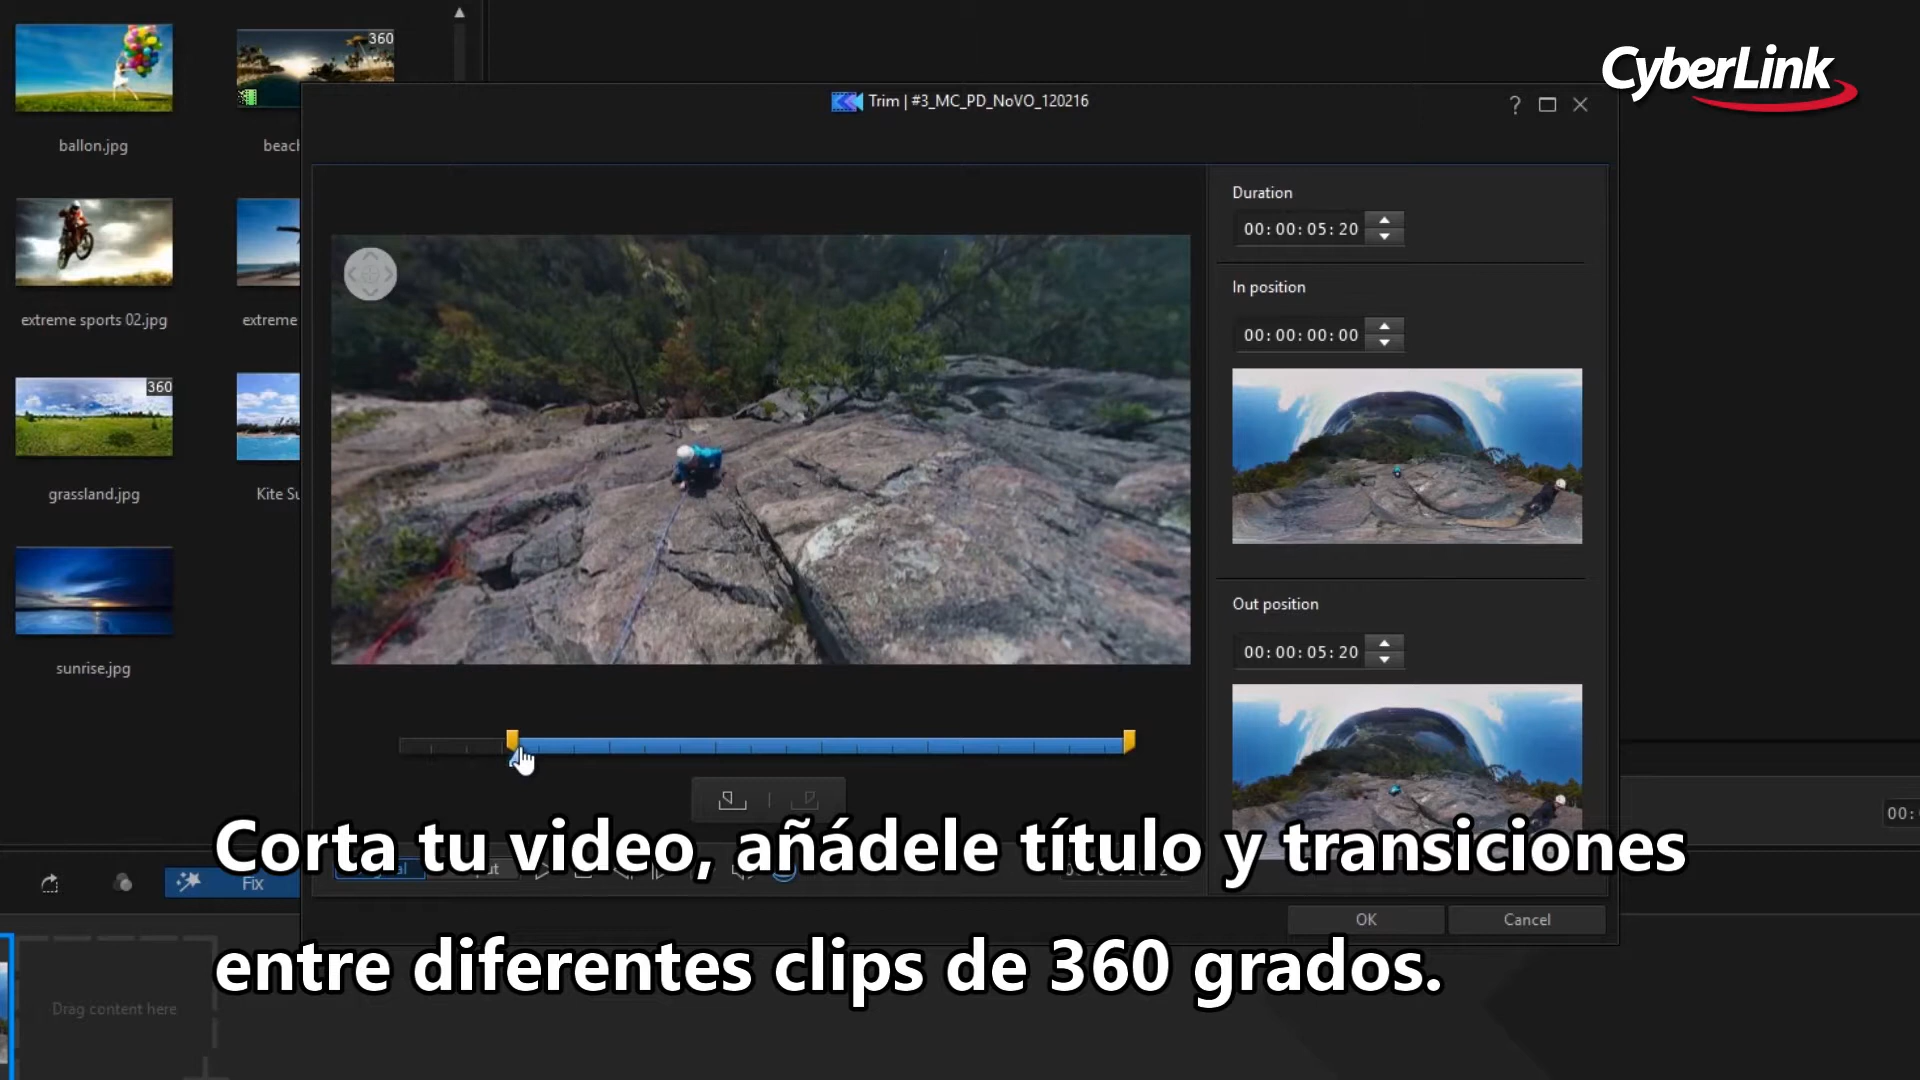 CyberLink
360
Trim | #3_MC_PD_NoVO_120216
ballon.jpg
beach
Duration
00:00:05:20
In position
00:00:00:00
extreme sports 02.jpg
extreme
360
grassland.jpg
Kite Su
Out position
00:00:05:20
sunrise.jpg
00:
Corta tu video, añádele título y transiciones
Fix
OK
Cancel
entre diferentes clips de 360 grados.
Drag content here